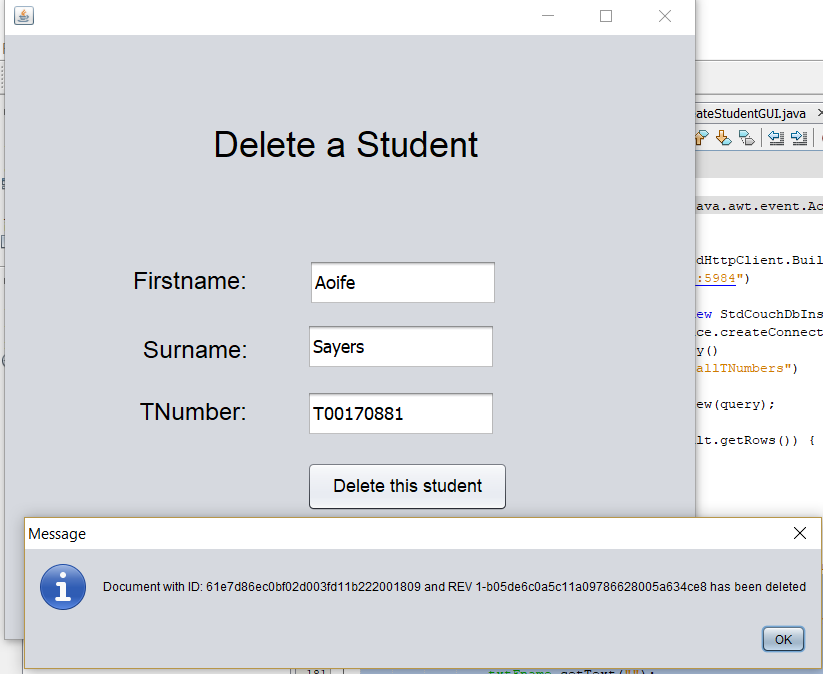 Delete a Student
Firstname:
Aoife
Surname:
Sayers
TNumber:
T00170881
Delete this student
Message
Document with ID: 61e7d86ec0bf02d003fd11b222001809 and REV 1-b05de6c0a5c11a09786628005a634ce8 has been deleted
OK
ateStudentGUI.java
ava.awt.event.Ac
dHttpClient.Buil
:5984")
ew StdCouchDbIns
ce.createConnect
y()
allTNumbers")
ew(query);
lt.getRows()) {